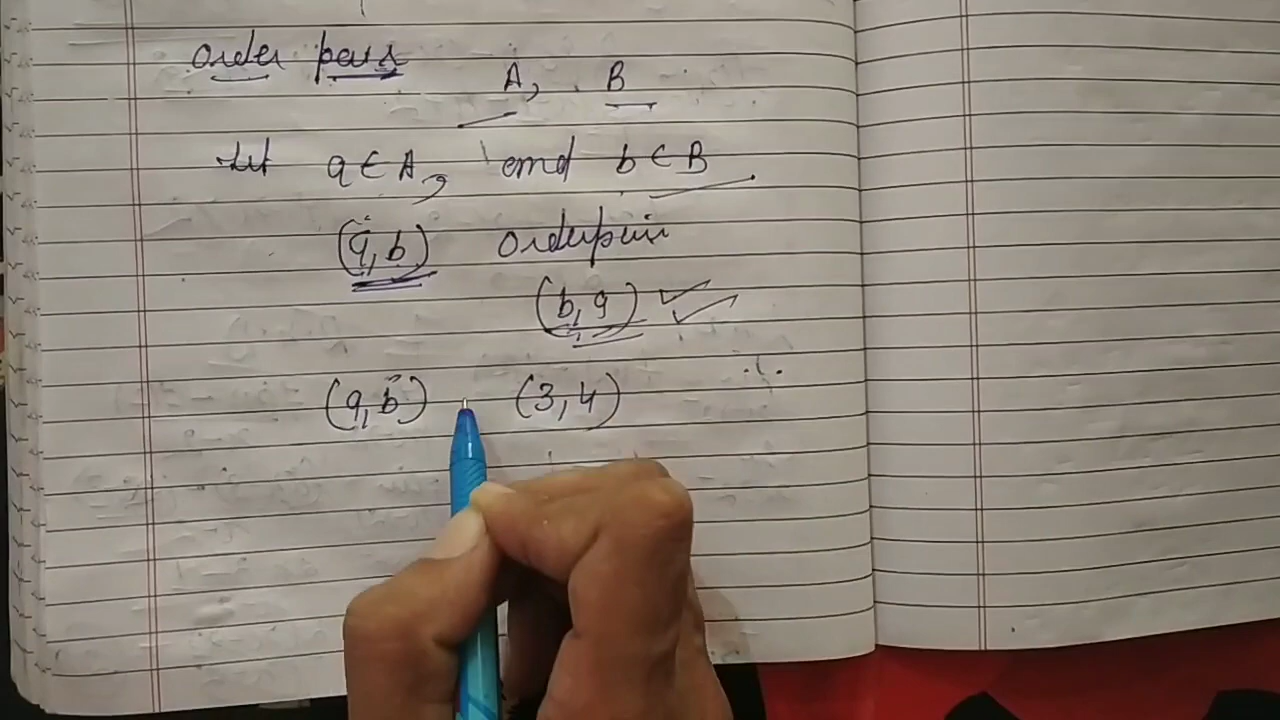 Order pairs
A, B
Let a ∈ A, and b ∈ B
(a, b) Orderpair
(b, a)
(a, b) (3, 4)